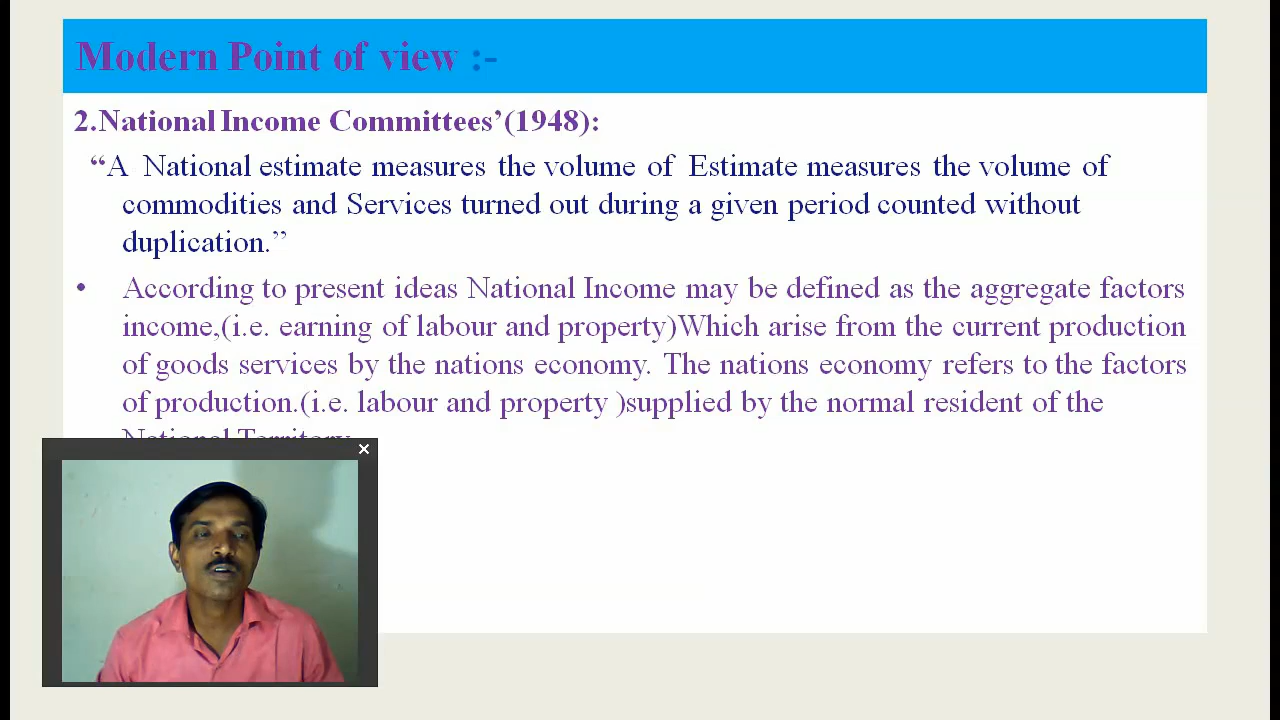 Modern Point of view :-
2.National Income Committees’(1948):
“A National estimate measures the volume of Estimate measures the volume of
commodities and Services turned out during a given period counted without
duplication.”
• According to present ideas National Income may be defined as the aggregate factors
income,(i.e. earning of labour and property)Which arise from the current production
of goods services by the nations economy. The nations economy refers to the factors
of production.(i.e. labour and property )supplied by the normal resident of the
National Territory